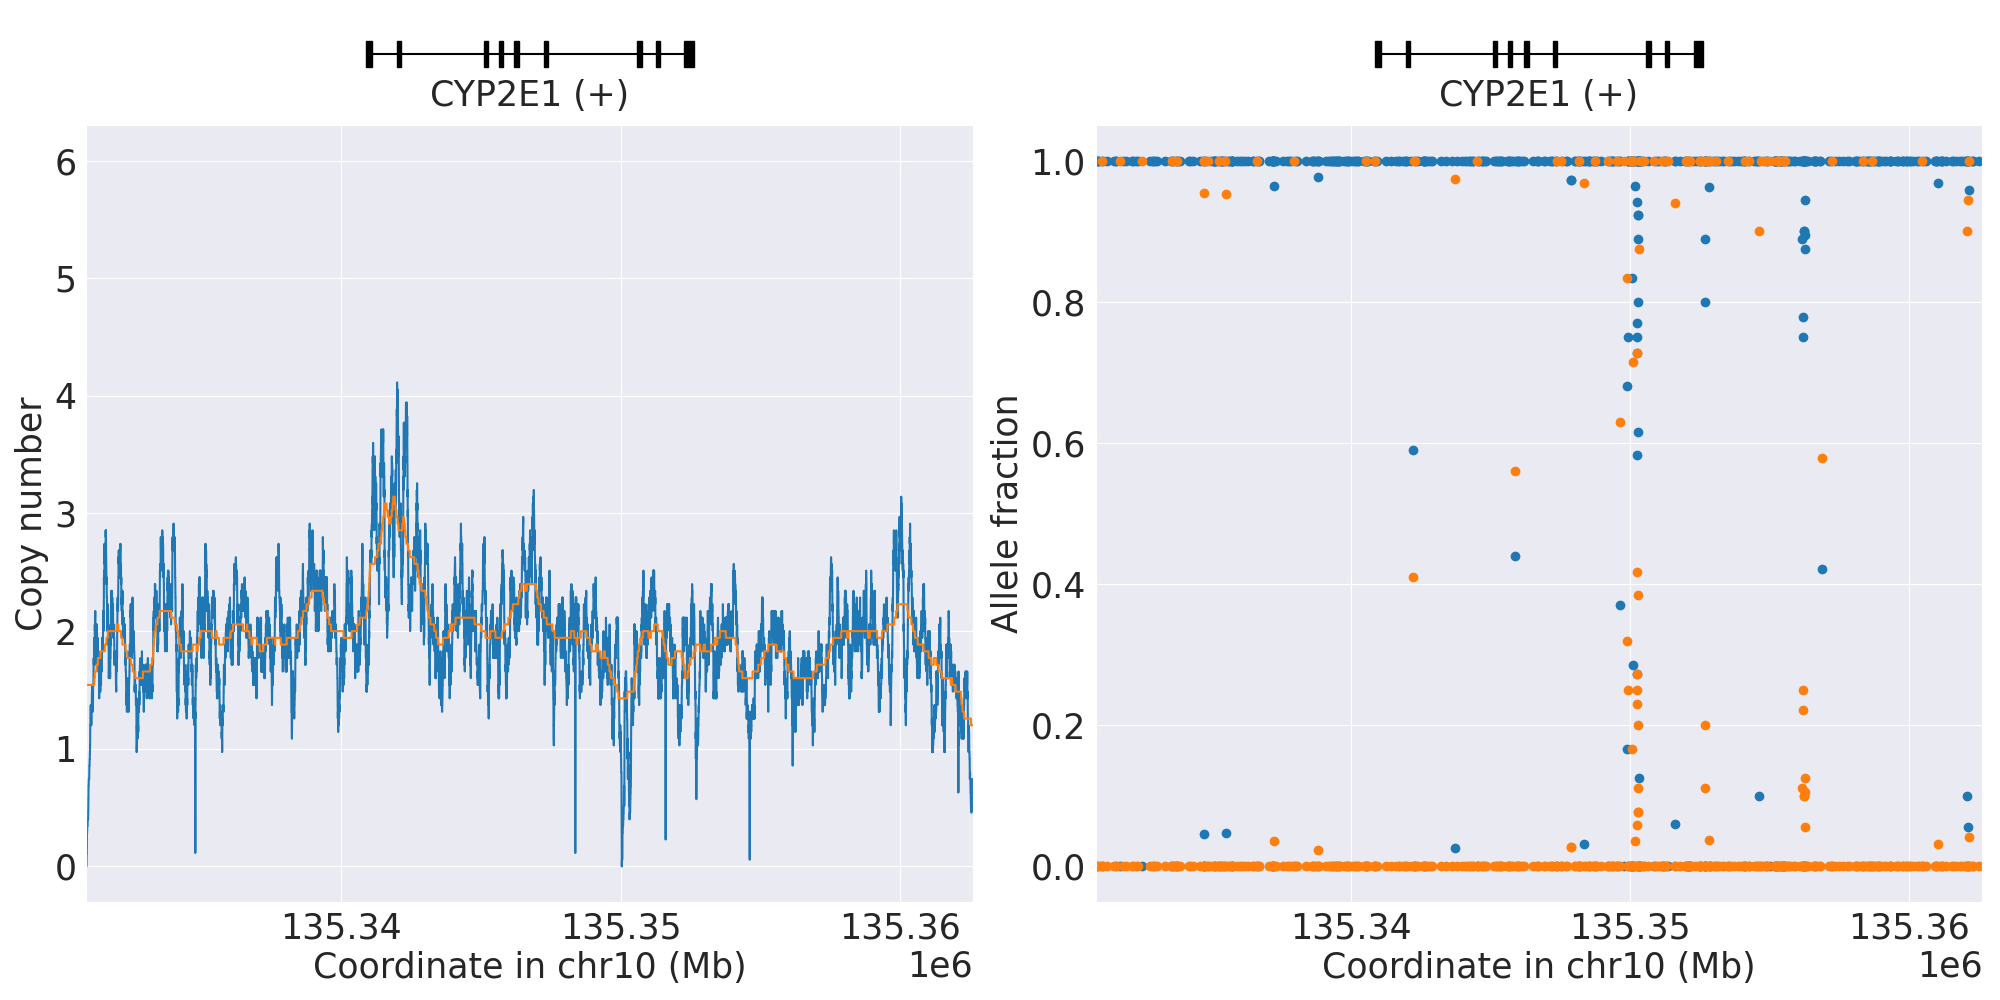 CYP2E1 (+)
6
5
4
3
2
1
0
Copy number
135.34
135.35
135.36
Coordinate in chr10 (Mb)
1e6
CYP2E1 (+)
1.0
0.8
0.6
0.4
0.2
0.0
Allele fraction
135.34
135.35
135.36
Coordinate in chr10 (Mb)
1e6